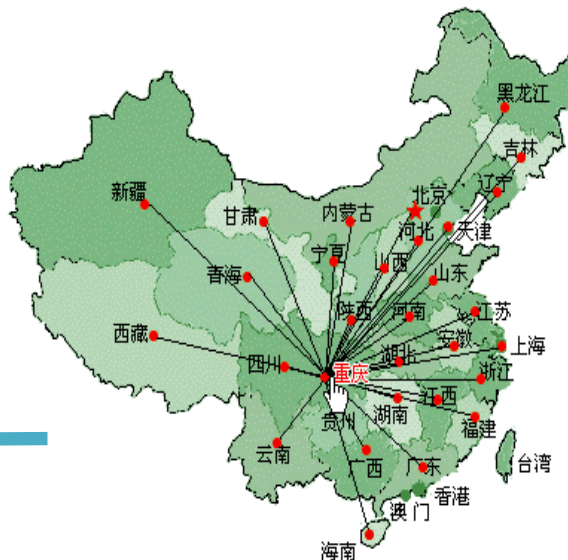 黑龙江
吉林
辽宁
北京
新疆
甘肃
内蒙古
河北
天津
宁夏
山西
青海
山东
陕西
河南
江苏
西藏
安徽
上海
四川
重庆
湖北
浙江
贵州
湖南
江西
福建
云南
广西
广东
台湾
香港
澳门
海南